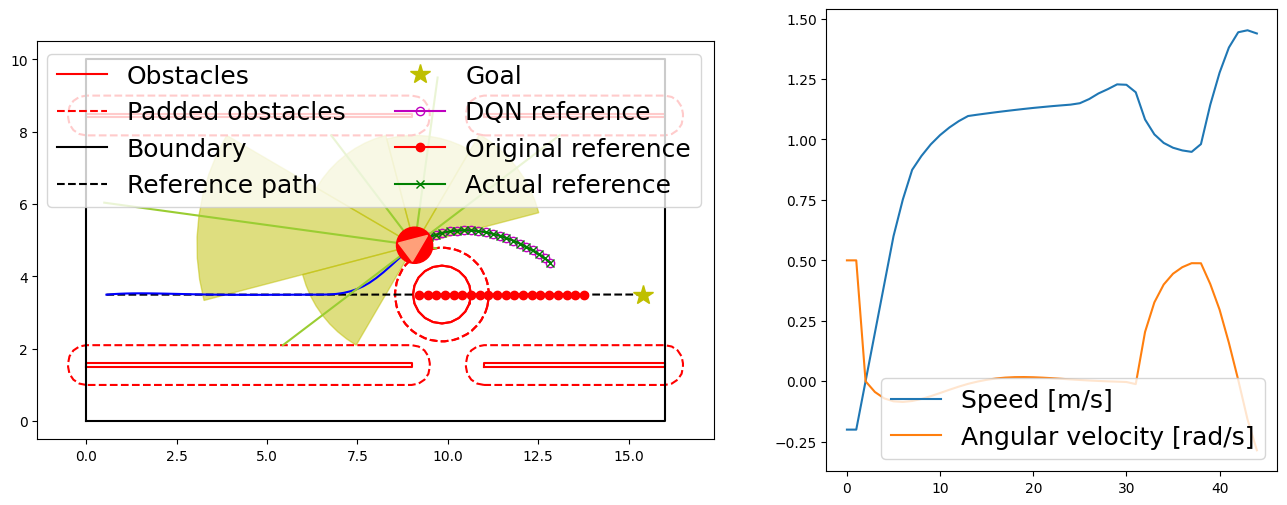 Obstacles
Padded obstacles
Boundary
Reference path
Goal
DQN reference
Original reference
Actual reference
10
8
6
4
2
0
0.0 2.5 5.0 7.5 10.0 12.5 15.0
1.50
1.25
1.00
0.75
0.50
0.25
0.00
−0.25
Speed [m/s]
Angular velocity [rad/s]
0 10 20 30 40